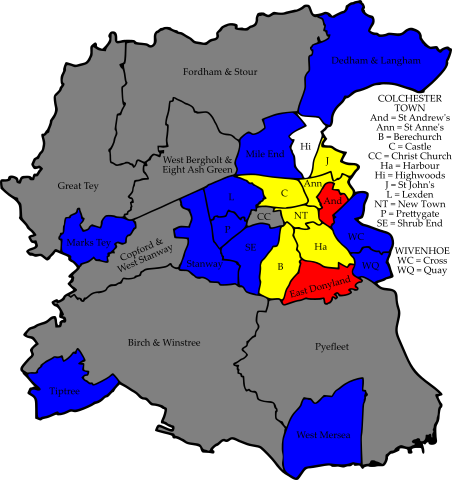 Dedham & Langham
Fordham & Stour
COLCHESTER
TOWN
And = St Andrew's
Ann = St Anne's
B = Berechurch
C = Castle
CC = Christ Church
Ha = Harbour
Hi = Highwoods
J = St John's
L = Lexden
NT = New Town
P = Prettygate
SE = Shrub End
Hi
Mile End
J
West Bergholt &
Eight Ash Green
Ann
Great Tey
C
L
And
CC
NT
P
WC
Marks Tey
Copford &
West Stanway
SE
Ha
WIVENHOE
WC = Cross
WQ = Quay
Stanway
B
WQ
East Donyland
Birch & Winstree
Pyefleet
Tiptree
West Mersea